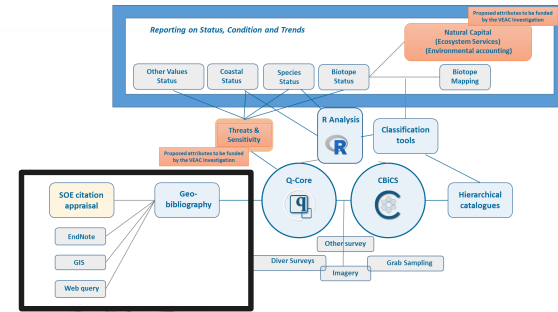 Proposed attributes to be funded
by the VEAC Investigation
Reporting on Status, Condition and Trends
Natural Capital
(Ecosystem Services)
(Environmental accounting)
Other Values
Status
Coastal
Status
Species
Status
Biotope
Status
Biotope
Mapping
Threats &
Sensitivity
R Analysis
R
Classification
tools
Proposed attributes to be funded
by the VEAC Investigation
SOE citation
appraisal
Geo-
bibliography
Q-Core
q
CBiCS
C
Hierarchical
catalogues
EndNote
GIS
Web query
Other survey
Diver Surveys
Imagery
Grab Sampling